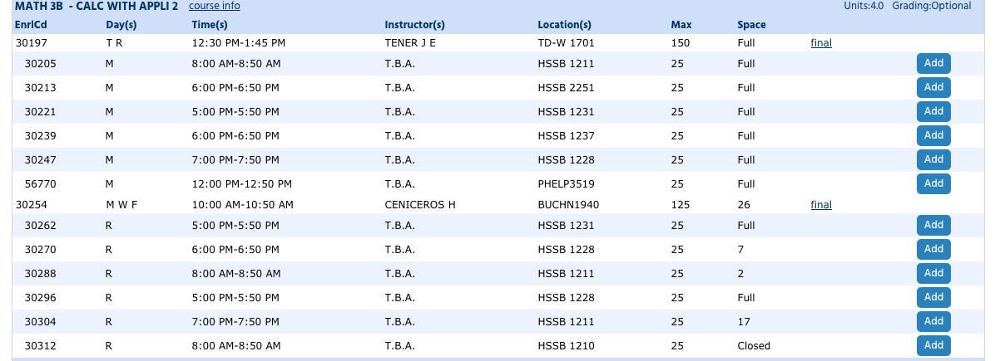 MATH 3B - CALC WITH APPLI 2 course info Units:4.0 Grading:Optional
EnrlCd Day(s) Time(s) Instructor(s) Location(s) Max Space
30197 T R 12:30 PM-1:45 PM TENER J E TD-W 1701 150 Full final
30205 M 8:00 AM-8:50 AM T.B.A. HSSB 1211 25 Full Add
30213 M 6:00 PM-6:50 PM T.B.A. HSSB 2251 25 Full Add
30221 M 5:00 PM-5:50 PM T.B.A. HSSB 1231 25 Full Add
30239 M 6:00 PM-6:50 PM T.B.A. HSSB 1237 25 Full Add
30247 M 7:00 PM-7:50 PM T.B.A. HSSB 1228 25 Full Add
56770 M 12:00 PM-12:50 PM T.B.A. PHELP3519 25 Full Add
30254 M W F 10:00 AM-10:50 AM CENICEROS H BUCHN1940 125 26 final
30262 R 5:00 PM-5:50 PM T.B.A. HSSB 1231 25 Full Add
30270 R 6:00 PM-6:50 PM T.B.A. HSSB 1228 25 7 Add
30288 R 8:00 AM-8:50 AM T.B.A. HSSB 1211 25 2 Add
30296 R 5:00 PM-5:50 PM T.B.A. HSSB 1228 25 Full Add
30304 R 7:00 PM-7:50 PM T.B.A. HSSB 1211 25 17 Add
30312 R 8:00 AM-8:50 AM T.B.A. HSSB 1210 25 Closed Add